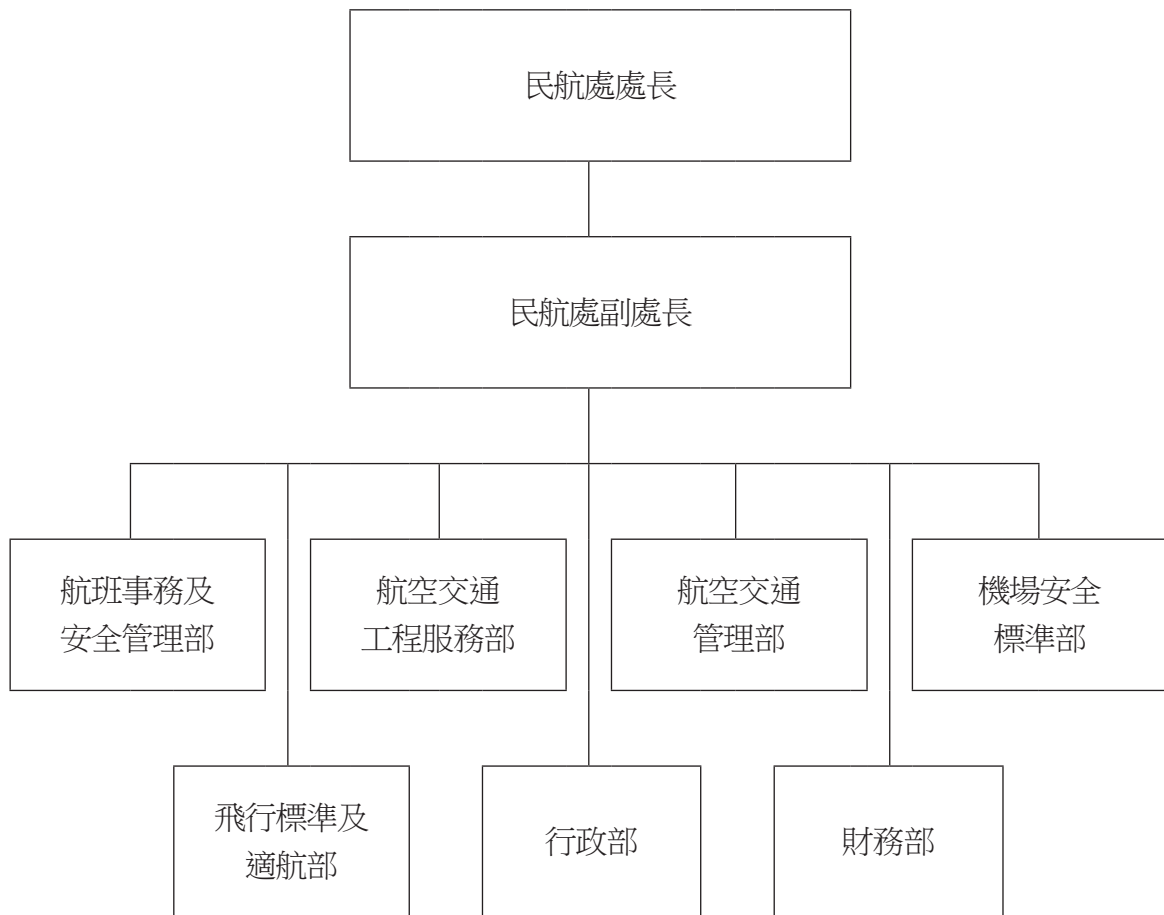 民航處處長
民航處副處長
航班事務及
安全管理部
航空交通
工程服務部
航空交通
管理部
機場安全
標準部
飛行標準及
適航部
行政部
財務部